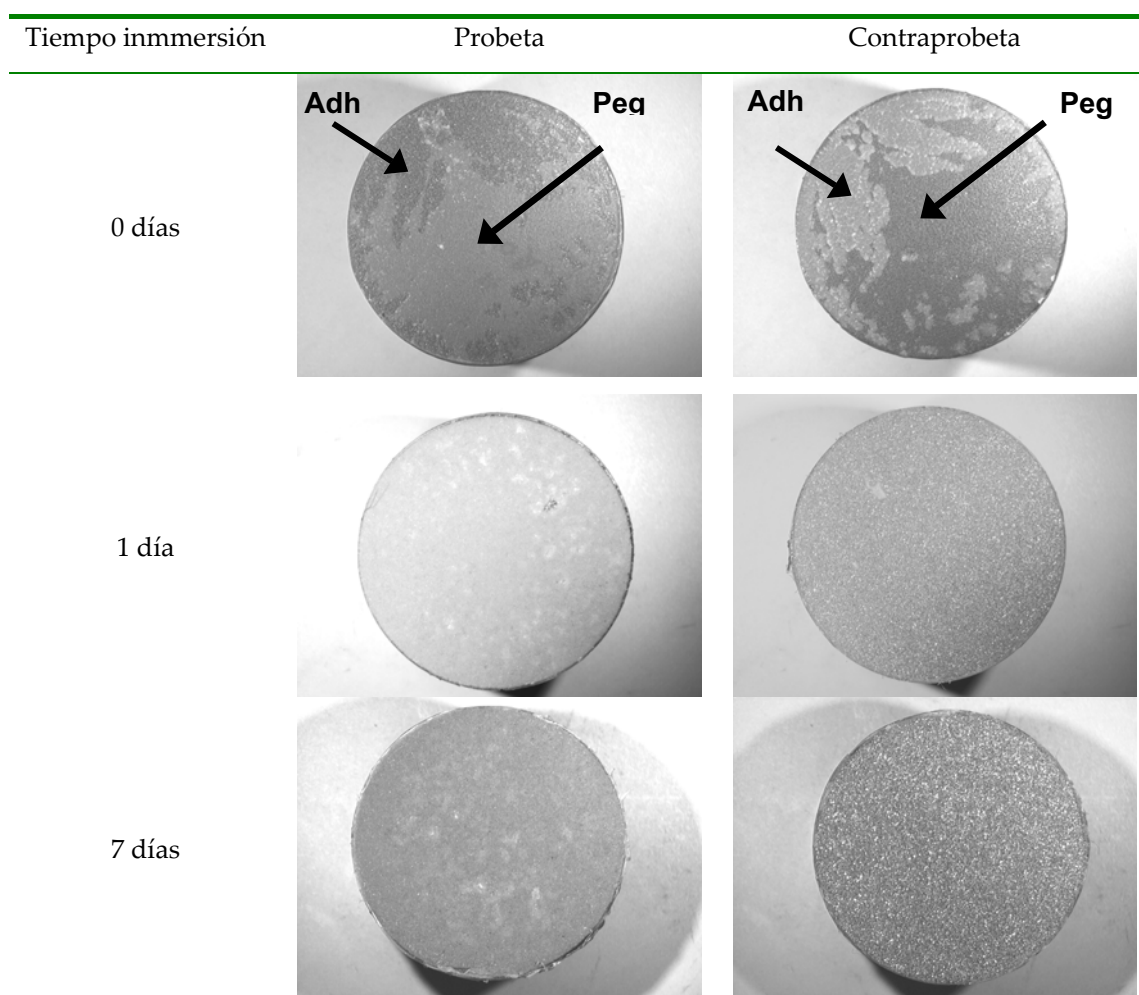 Tiempo inmmersión Probeta Contraprobeta
Adh Peg Adh Peg
0 días
1 día
7 días